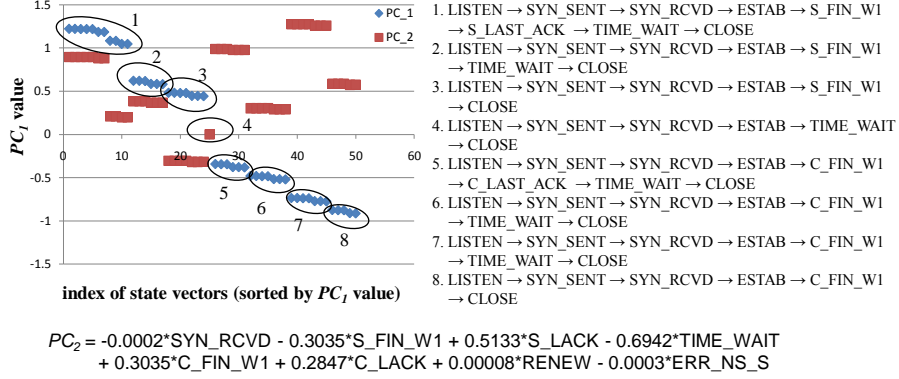 1.5
1
0.5
0
-0.5
-1
-1.5
PC1 value
0
10
20
30
40
50
60
PC_1
PC_2
1
2
3
4
5
6
7
8
index of state vectors (sorted by PC1 value)
1. LISTEN → SYN_SENT → SYN_RCVD → ESTAB → S_FIN_W1
→ S_LAST_ACK → TIME_WAIT → CLOSE
2. LISTEN → SYN_SENT → SYN_RCVD → ESTAB → S_FIN_W1
→ TIME_WAIT → CLOSE
3. LISTEN → SYN_SENT → SYN_RCVD → ESTAB → S_FIN_W1
→ CLOSE
4. LISTEN → SYN_SENT → SYN_RCVD → ESTAB → TIME_WAIT
→ CLOSE
5. LISTEN → SYN_SENT → SYN_RCVD → ESTAB → C_FIN_W1
→ C_LAST_ACK → TIME_WAIT → CLOSE
6. LISTEN → SYN_SENT → SYN_RCVD → ESTAB → C_FIN_W1
→ TIME_WAIT → CLOSE
7. LISTEN → SYN_SENT → SYN_RCVD → ESTAB → C_FIN_W1
→ TIME_WAIT → CLOSE
8. LISTEN → SYN_SENT → SYN_RCVD → ESTAB → C_FIN_W1
→ CLOSE
PC2 = -0.0002*SYN_RCVD - 0.3035*S_FIN_W1 + 0.5133*S_LACK - 0.6942*TIME_WAIT
+ 0.3035*C_FIN_W1 + 0.2847*C_LACK + 0.00008*RENEW - 0.0003*ERR_NS_S